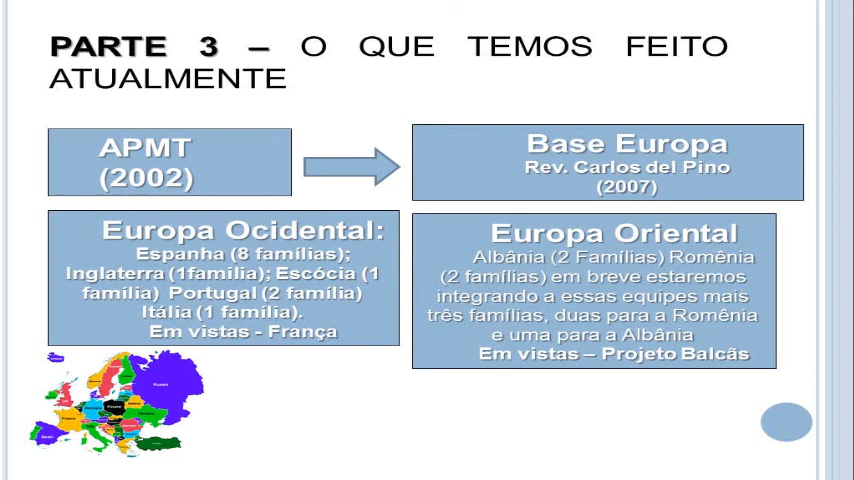 PARTE 3 – O QUE TEMOS FEITO
ATUALMENTE
APMT
(2002)
Base Europa
Rev. Carlos del Pino
(2007)
Europa Ocidental:
Espanha (8 famílias);
Inglaterra (1familia); Escócia (1
família) Portugal (2 família)
Itália (1 família).
Em vistas - França
Europa Oriental
Albânia (2 Famílias) Romênia
(2 famílias) em breve estaremos
integrando a essas equipes mais
três famílias, duas para a Romênia
e uma para a Albânia
Em vistas – Projeto Balcãs
Russia
Spain